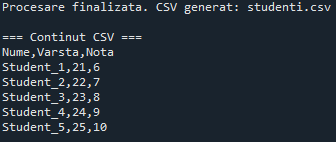 Procesare finalizata. CSV generat: studenti.csv
=== Continut CSV ===
Nume,Varsta,Nota
Student_1,21,6
Student_2,22,7
Student_3,23,8
Student_4,24,9
Student_5,25,10